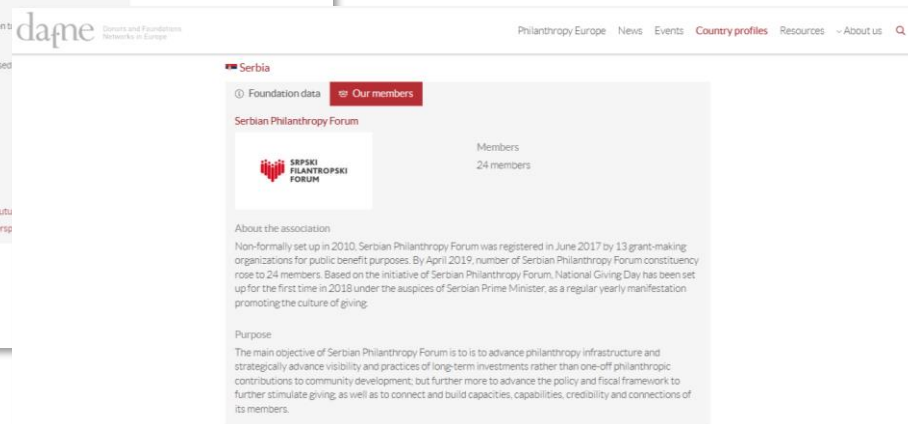 dafne Donors and Foundations
Networks in Europe
Philanthropy Europe News Events Country profiles Resources About us
Serbia
Foundation data Our members
Serbian Philanthropy Forum
SRPSKI
FILANTROPSKI
FORUM
Members
24 members
About the association
Non-formally set up in 2010, Serbian Philanthropy Forum was registered in June 2017 by 13 grant-making
organizations for public benefit purposes. By April 2019, number of Serbian Philanthropy Forum constituency
rose to 24 members. Based on the initiative of Serbian Philanthropy Forum, National Giving Day has been set
up for the first time in 2018 under the auspices of Serbian Prime Minister, as a regular yearly manifestation
promoting the culture of giving.
Purpose
The main objective of Serbian Philanthropy Forum is to is to advance philanthropy infrastructure and
strategically advance visibility and practices of long-term investments rather than one-off philanthropic
contributions to community development; but further more to advance the policy and fiscal framework to
further stimulate giving; as well as to connect and build capacities, capabilities, credibility and connections of
its members.